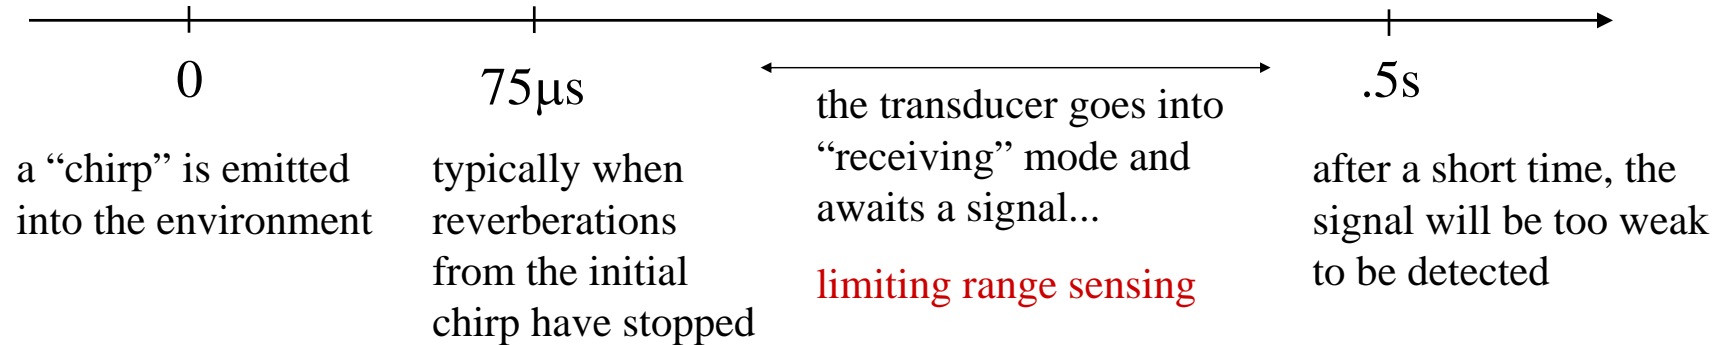 0
a “chirp” is emitted
into the environment
75μs
typically when
reverberations
from the initial
chirp have stopped
the transducer goes into
“receiving” mode and
awaits a signal...
limiting range sensing
.5s
after a short time, the
signal will be too weak
to be detected